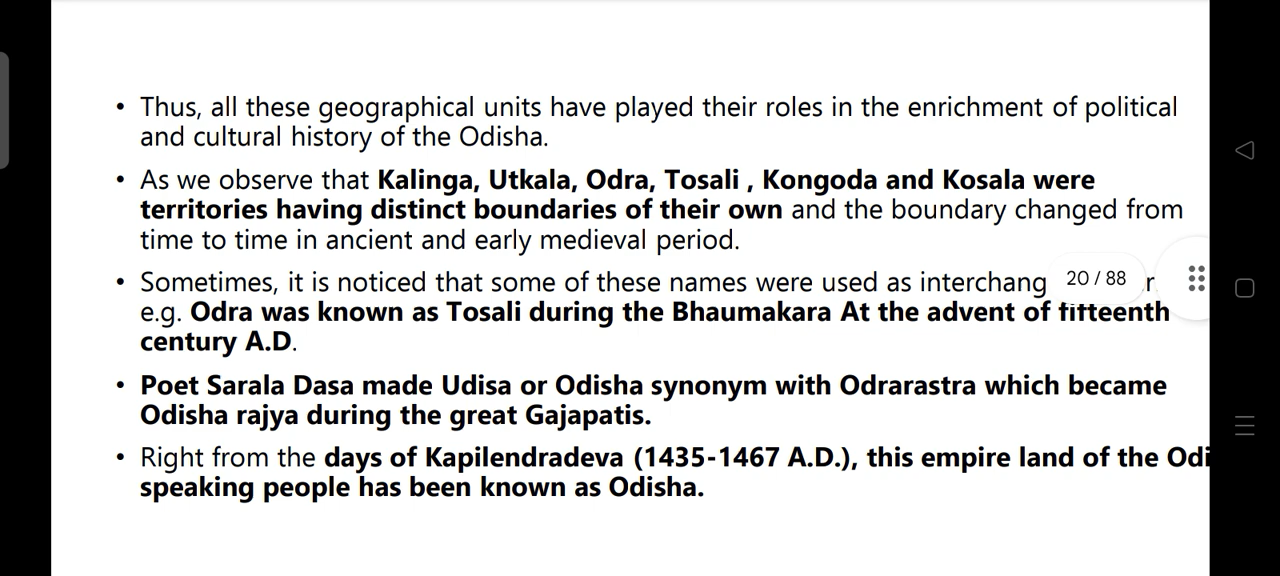 • Thus, all these geographical units have played their roles in the enrichment of political
and cultural history of the Odisha.
• As we observe that Kalinga, Utkala, Odra, Tosali , Kongoda and Kosala were
territories having distinct boundaries of their own and the boundary changed from
time to time in ancient and early medieval period.
• Sometimes, it is noticed that some of these names were used as
20 / 88
e.g. Odra was known as Tosali during the Bhaumakara At the advent of fifteenth
century A.D.
• Poet Sarala Dasa made Udisa or Odisha synonym with Odrarastra which became
Odisha rajya during the great Gajapatis.
• Right from the days of Kapilendradeva (1435-1467 A.D.), this empire land of the
speaking people has been known as Odisha.